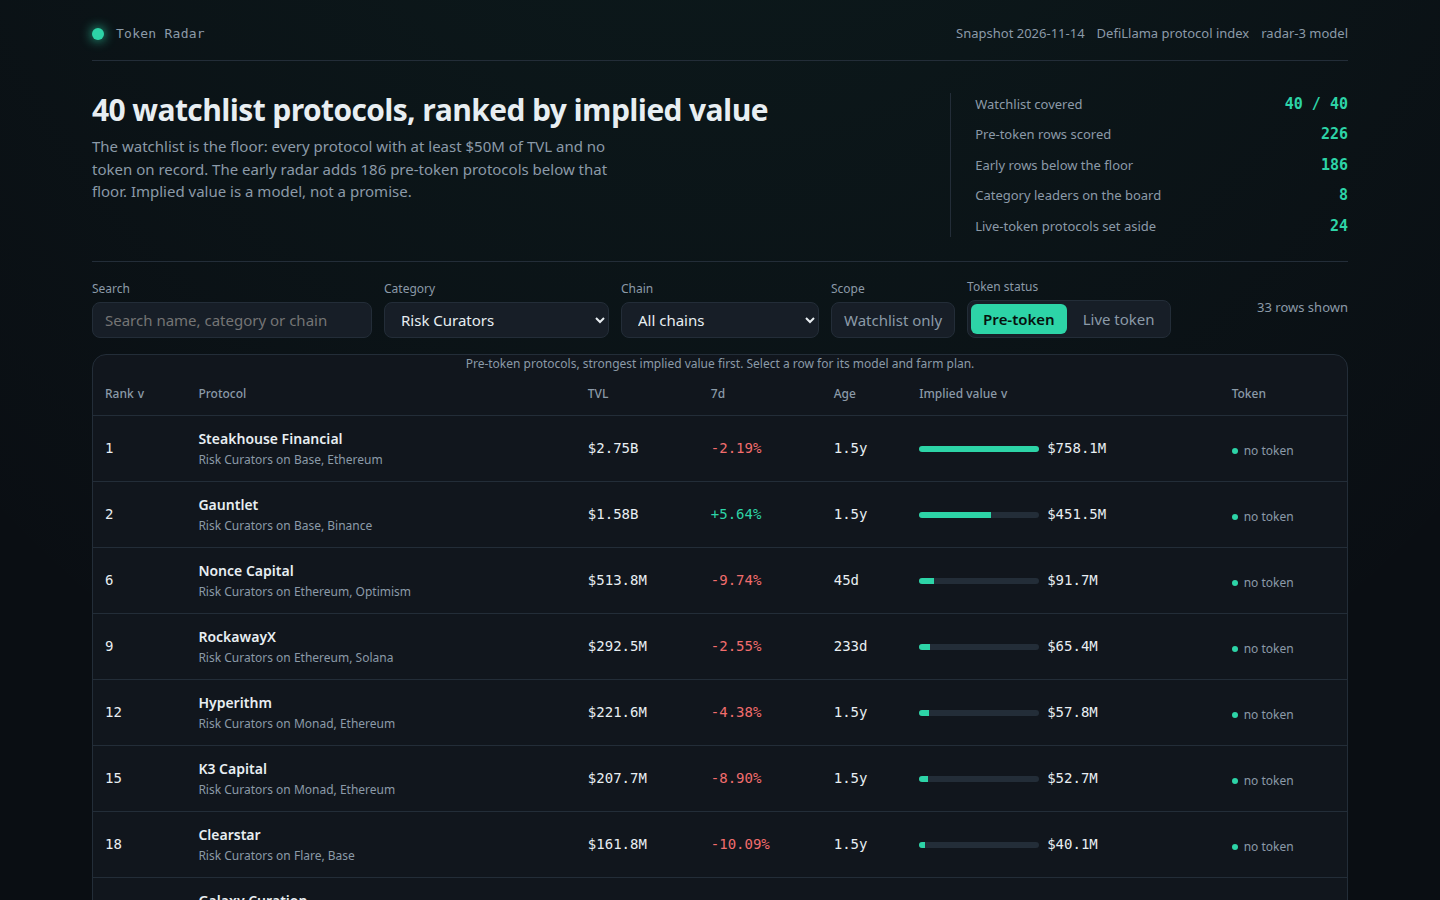 Token Radar
Snapshot 2026-11-14 DefiLlama protocol index radar-3 model
40 watchlist protocols, ranked by implied value
The watchlist is the floor: every protocol with at least $50M of TVL and no
token on record. The early radar adds 186 pre-token protocols below that
floor. Implied value is a model, not a promise.
Watchlist covered 40 / 40
Pre-token rows scored 226
Early rows below the floor 186
Category leaders on the board 8
Live-token protocols set aside 24
Search Category Chain Scope Token status
Search name, category or chain Risk Curators All chains Watchlist only Pre-token Live token 33 rows shown
Pre-token protocols, strongest implied value first. Select a row for its model and farm plan.
Rank v Protocol TVL 7d Age Implied value v Token
1 Steakhouse Financial $2.75B -2.19% 1.5y $758.1M no token
Risk Curators on Base, Ethereum
2 Gauntlet $1.58B +5.64% 1.5y $451.5M no token
Risk Curators on Base, Binance
6 Nonce Capital $513.8M -9.74% 45d $91.7M no token
Risk Curators on Ethereum, Optimism
9 RockawayX $292.5M -2.55% 233d $65.4M no token
Risk Curators on Ethereum, Solana
12 Hyperithm $221.6M -4.38% 1.5y $57.8M no token
Risk Curators on Monad, Ethereum
15 K3 Capital $207.7M -8.90% 1.5y $52.7M no token
Risk Curators on Monad, Ethereum
18 Clearstar $161.8M -10.09% 1.5y $40.1M no token
Risk Curators on Flare, Base
Galaxy Curation